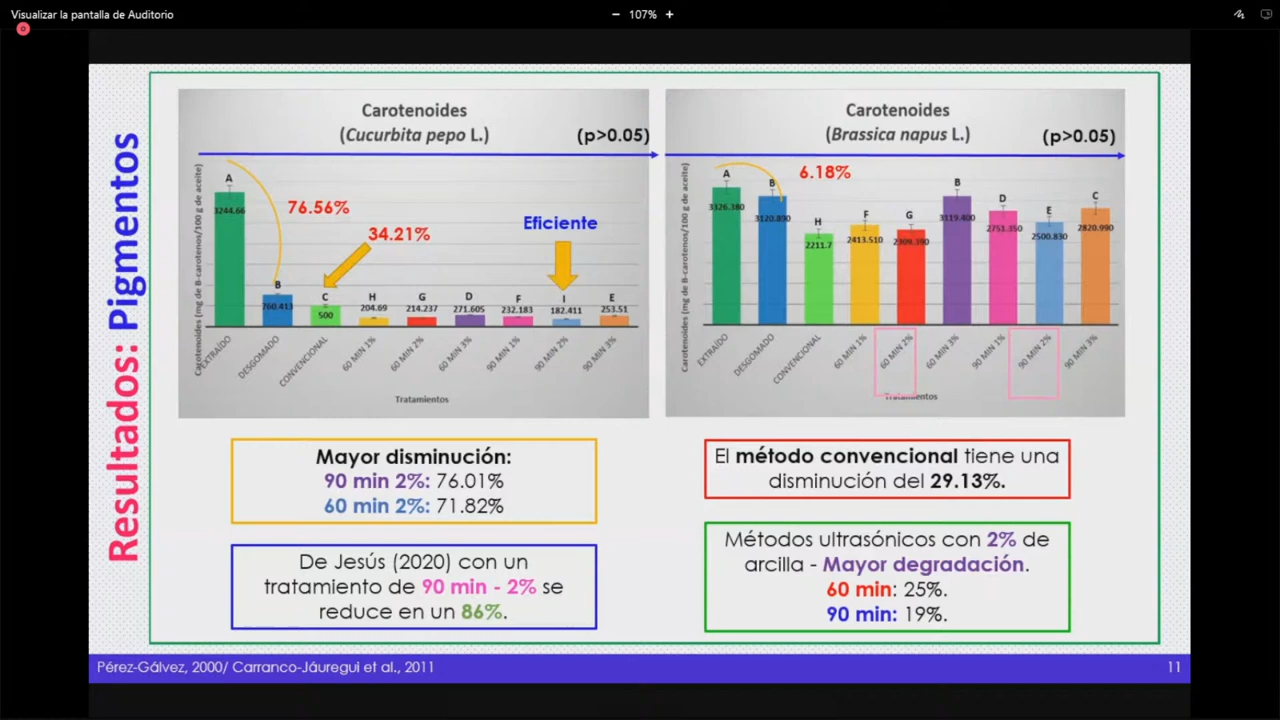 Visualizar la pantalla de Auditorio
− 107% +
Resultados: Pigmentos
Carotenoides
(Cucurbita pepo L.)
(p>0.05)
Carotenoides (mg de B-carotenos/100 g de aceite)
76.56%
34.21%
Eficiente
A
B
C
H
G
D
F
I
E
3244.66
760.413
500
204.69
214.237
271.605
232.183
182.411
253.51
EXTRAÍDO
DESGOMADO
CONVENCIONAL
60 MIN 1%
60 MIN 2%
60 MIN 3%
90 MIN 1%
90 MIN 2%
90 MIN 3%
Tratamientos
Carotenoides
(Brassica napus L.)
(p>0.05)
Carotenoides (mg de B-carotenos/100 g de aceite)
6.18%
A
B
H
F
G
B
D
E
C
3326.380
3120.890
2211.7
2413.510
2309.390
3119.400
2751.350
2500.830
2820.990
EXTRAÍDO
DESGOMADO
CONVENCIONAL
60 MIN 1%
60 MIN 2%
60 MIN 3%
90 MIN 1%
90 MIN 2%
90 MIN 3%
Tratamientos
Mayor disminución:
90 min 2%: 76.01%
60 min 2%: 71.82%
De Jesús (2020) con un
tratamiento de 90 min - 2% se
reduce en un 86%.
El método convencional tiene una
disminución del 29.13%.
Métodos ultrasónicos con 2% de
arcilla - Mayor degradación.
60 min: 25%.
90 min: 19%.
Pérez-Gálvez, 2000/ Carranco-Jáuregui et al., 2011
11